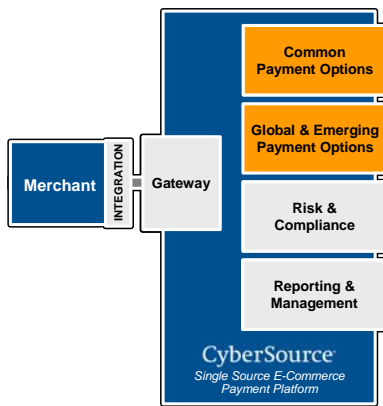 Common
Payment Options
Global & Emerging
Payment Options
Merchant
INTEGRATION
Gateway
Risk &
Compliance
Reporting &
Management
CyberSource
Single Source E-Commerce
Payment Platform